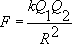 F = kQ₁Q₂ / R²